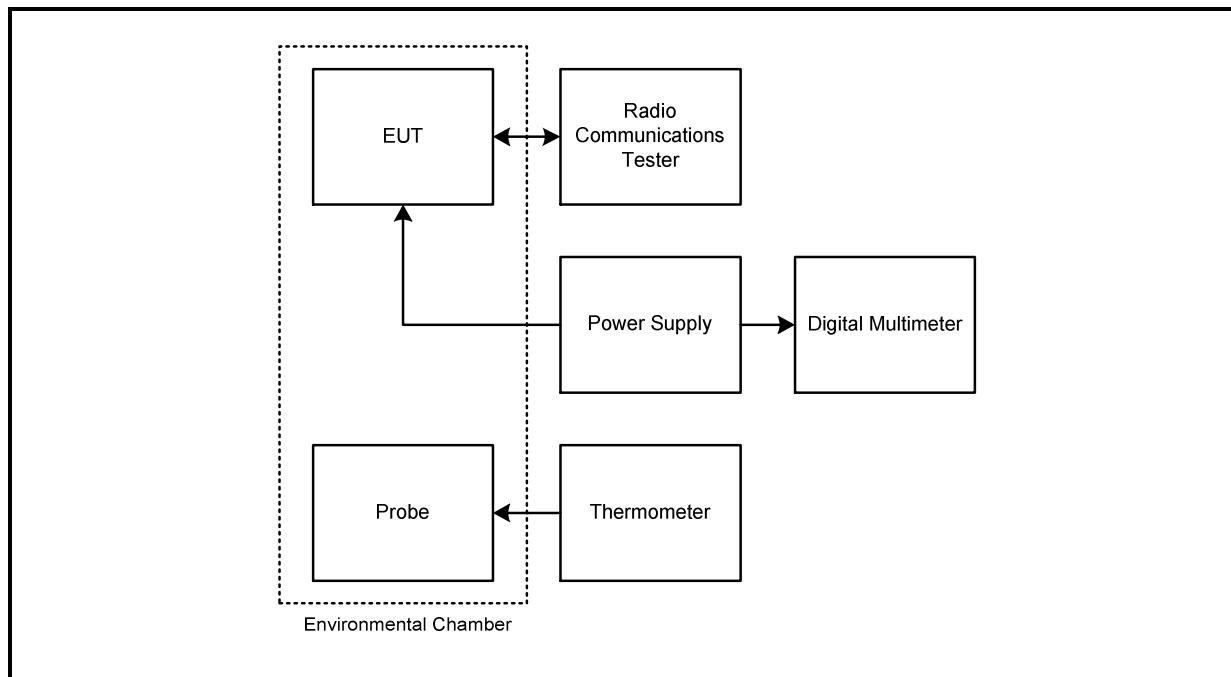 EUT
Radio
Communications
Tester
Power Supply
Digital Multimeter
Probe
Thermometer
Environmental Chamber